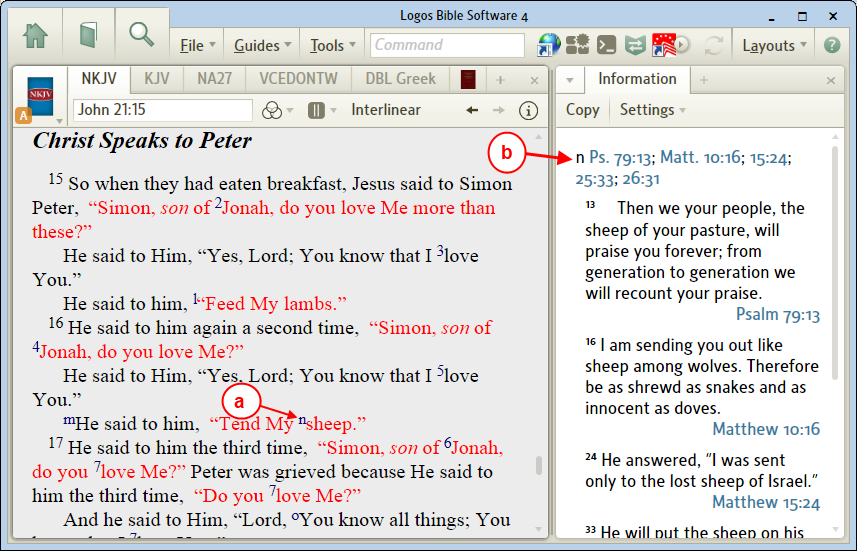 Logos Bible Software 4
File Guides Tools Command Layouts
NKJV KJV NA27 VCEDONTW DBL Greek
NKJV
A
John 21:15 Interlinear
Christ Speaks to Peter
15 So when they had eaten breakfast, Jesus said to Simon
Peter, “Simon, son of 2Jonah, do you love Me more than
these?”
He said to Him, “Yes, Lord; You know that I 3love
You.”
He said to him, l“Feed My lambs.”
16 He said to him again a second time, “Simon, son of
4Jonah, do you love Me?”
He said to Him, “Yes, Lord; You know that I 5love
You.”
a
mHe said to him, “Tend My nsheep.”
17 He said to him the third time, “Simon, son of 6Jonah,
do you 7love Me?” Peter was grieved because He said to
him the third time, “Do you 7love Me?”
And he said to Him, “Lord, oYou know all things; You
Information
Copy Settings
b
n Ps. 79:13; Matt. 10:16; 15:24;
25:33; 26:31
13 Then we your people, the
sheep of your pasture, will
praise you forever; from
generation to generation we
will recount your praise.
Psalm 79:13
16 I am sending you out like
sheep among wolves. Therefore
be as shrewd as snakes and as
innocent as doves.
Matthew 10:16
24 He answered, “I was sent
only to the lost sheep of Israel.”
Matthew 15:24
33 He will put the sheep on his